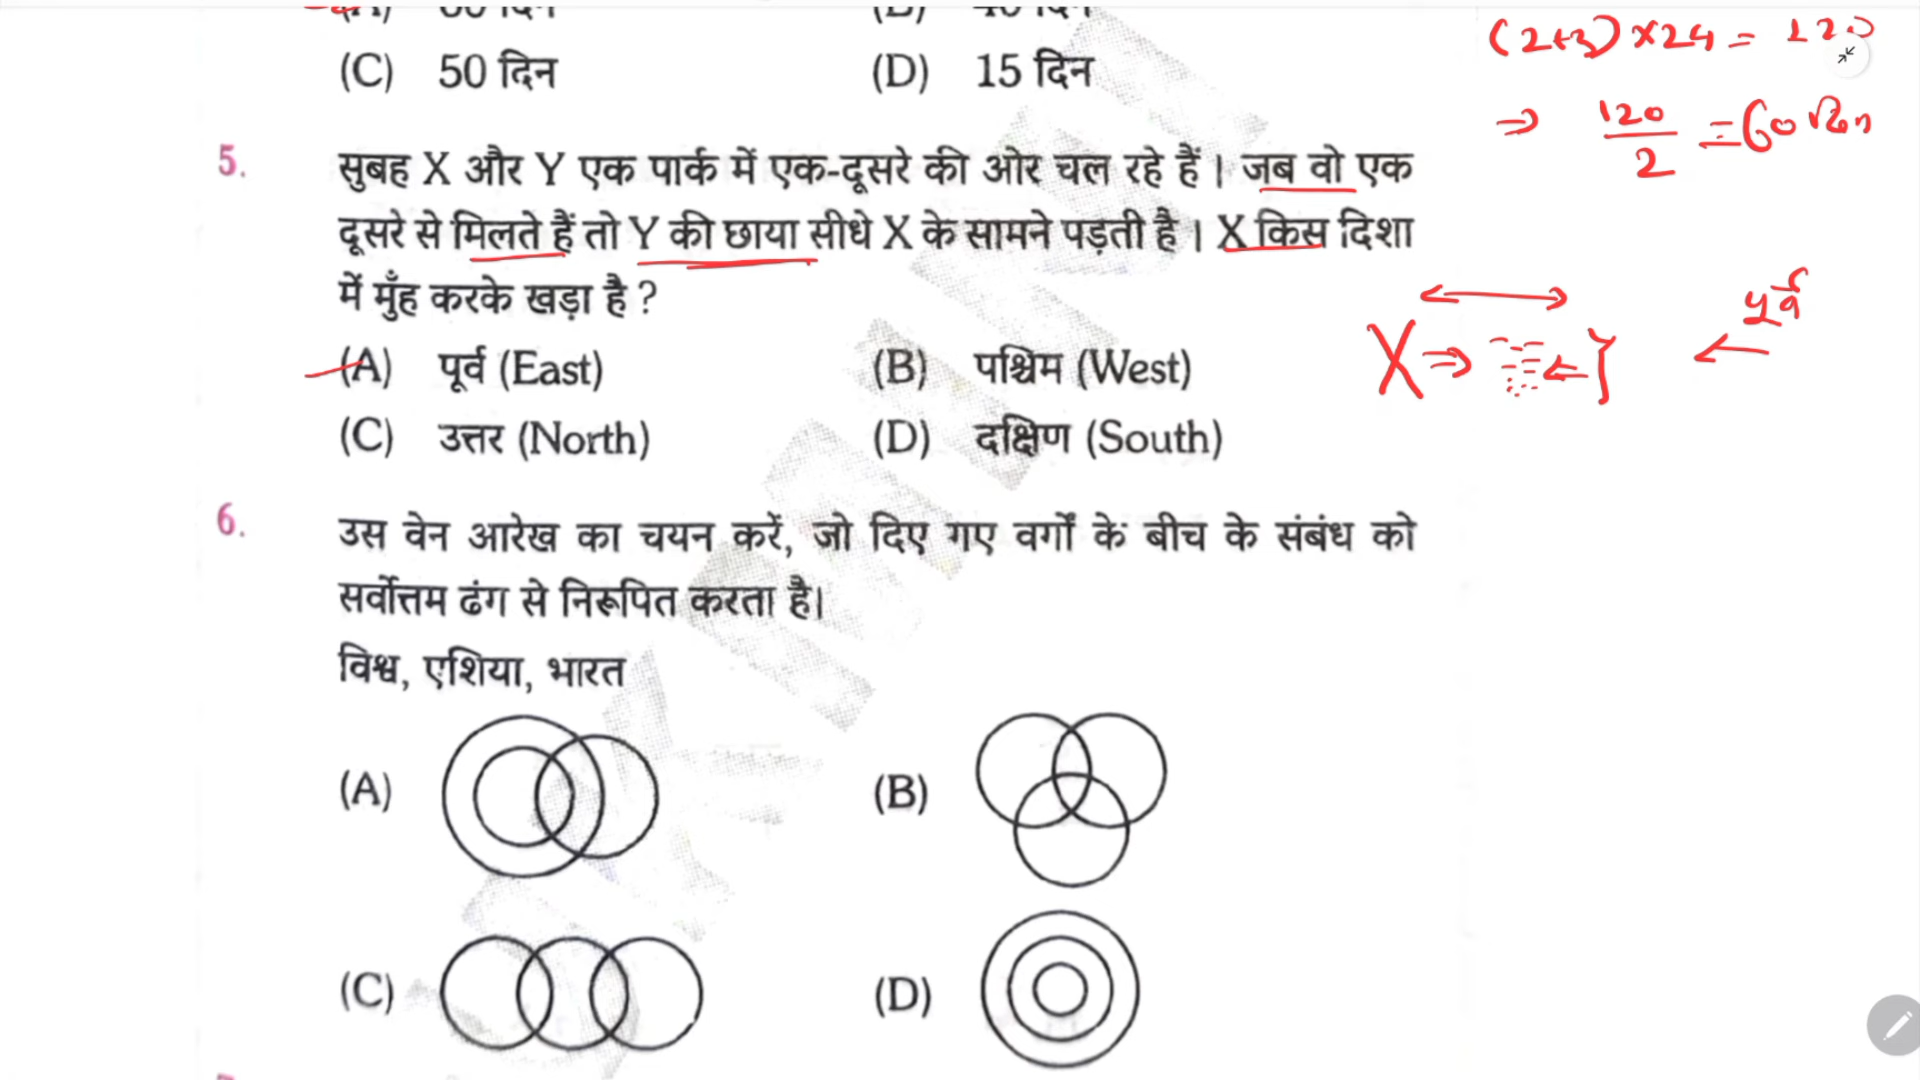 (C) 50 दिन (D) 15 दिन
(2+3) × 24 = 120
⇒ 120/2 = 60 दिन
5. सुबह X और Y एक पार्क में एक-दूसरे की ओर चल रहे हैं। जब वो एक
दूसरे से मिलते हैं तो Y की छाया सीधे X के सामने पड़ती है। X किस दिशा
में मुँह करके खड़ा है ?
(A) पूर्व (East) (B) पश्चिम (West)
(C) उत्तर (North) (D) दक्षिण (South)
X ⇒ ← Y ← पूर्व
6. उस वेन आरेख का चयन करें, जो दिए गए वर्गों के बीच के संबंध को
सर्वोत्तम ढंग से निरूपित करता है।
विश्व, एशिया, भारत
(A) (B)
(C) (D)